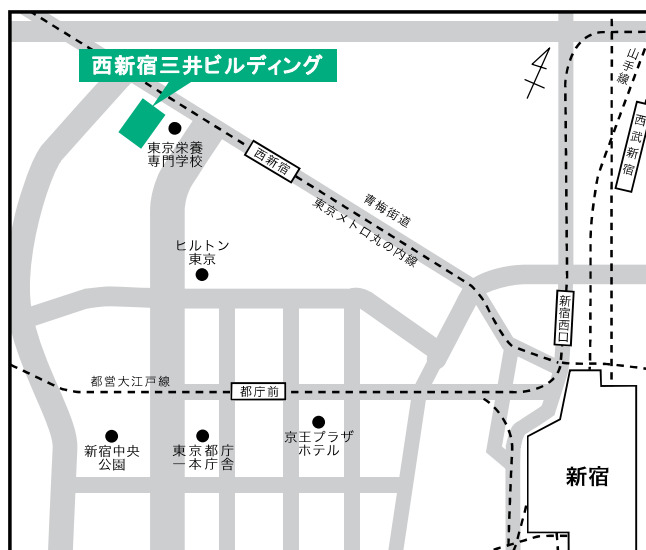 西新宿三井ビルディング
山手線
西武新宿
東京栄養
専門学校
西新宿
青梅街道
東京メトロ丸の内線
ヒルトン
東京
新宿西口
都営大江戸線
都庁前
新宿中央
公園
東京都庁
一本庁舎
京王プラザ
ホテル
新宿